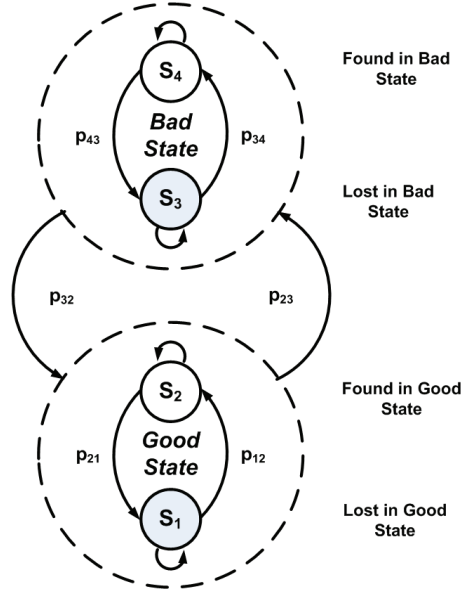 S4
Found in Bad
State
p43
Bad
State
p34
S3
Lost in Bad
State
p32
p23
S2
Found in Good
State
p21
Good
State
p12
S1
Lost in Good
State